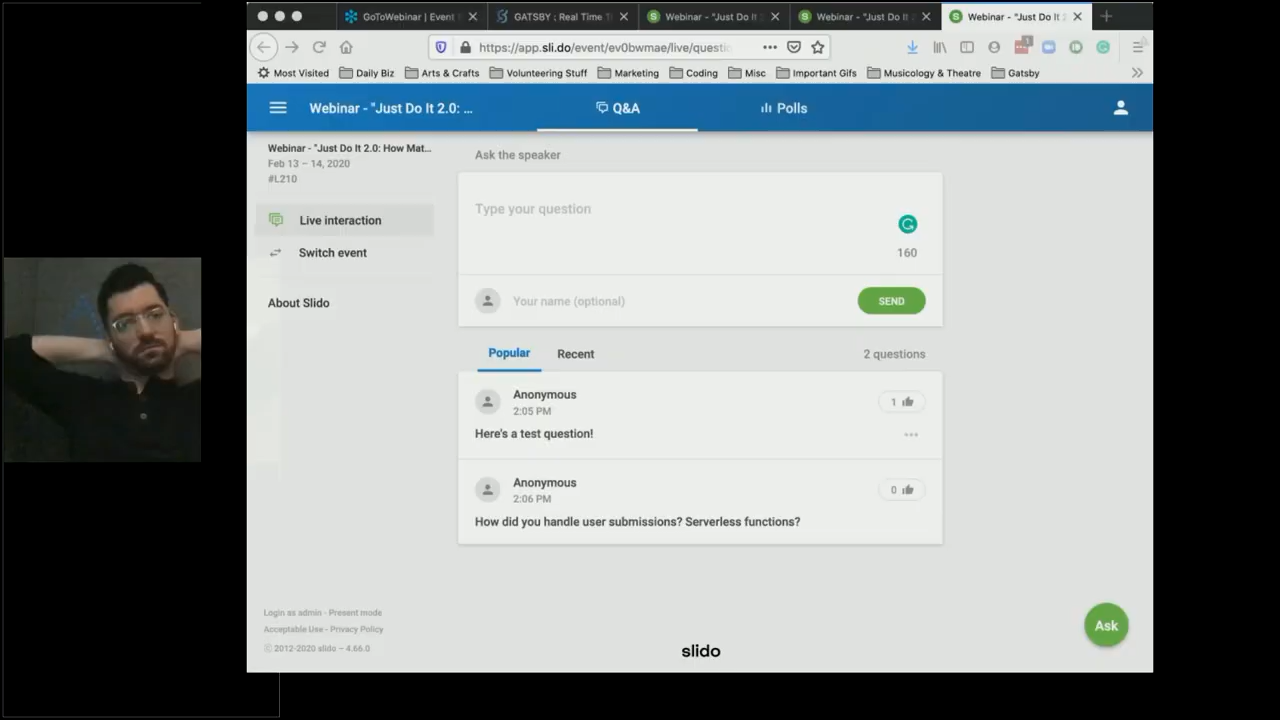 GoToWebinar | Event
GATSBY : Real Time T
Webinar - "Just Do It 2
Webinar - "Just Do It 2
Webinar - "Just Do It 2
https://app.sli.do/event/ev0bwmae/live/questi
1
Most Visited
Daily Biz
Arts & Crafts
Volunteering Stuff
Marketing
Coding
Misc
Important Gifs
Musicology & Theatre
Gatsby
Webinar - "Just Do It 2.0: ...
Q&A
Polls
Webinar - "Just Do It 2.0: How Mat...
Feb 13 – 14, 2020
#L210
Live interaction
Switch event
About Slido
Ask the speaker
Type your question
160
Your name (optional)
SEND
Popular
Recent
2 questions
Anonymous
2:05 PM
1
Here's a test question!
Anonymous
2:06 PM
0
How did you handle user submissions? Serverless functions?
Login as admin - Present mode
Acceptable Use - Privacy Policy
© 2012-2020 slido – 4.66.0
slido
Ask